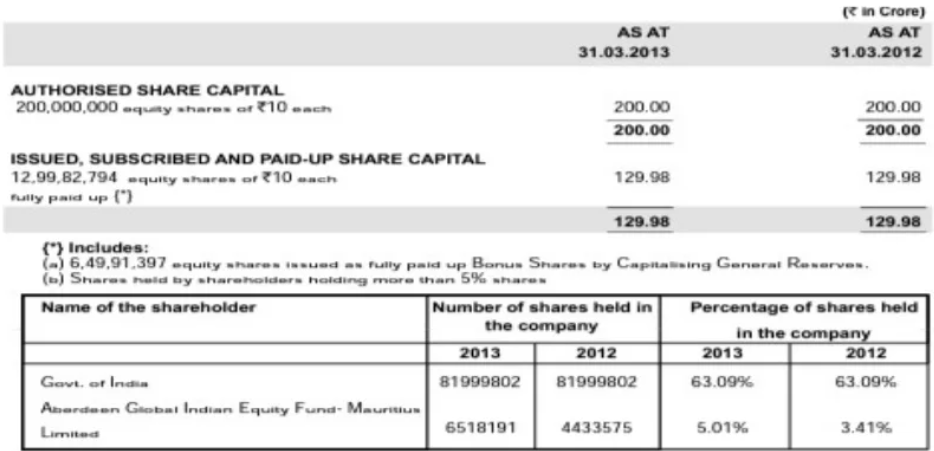 (₹ in Crore)
AS AT AS AT
31.03.2013 31.03.2012
AUTHORISED SHARE CAPITAL
200,000,000 equity shares of ₹10 each 200.00 200.00
200.00 200.00
ISSUED, SUBSCRIBED AND PAID-UP SHARE CAPITAL
12,99,82,794 equity shares of ₹10 each 129.98 129.98
fully paid up {*}
129.98 129.98
{*} Includes:
(a) 6,49,91,397 equity shares issued as fully paid up Bonus Shares by Capitalising General Reserves.
(b) Shares held by shareholders holding more than 5% shares
Name of the shareholder Number of shares held in the company Percentage of shares held in the company
2013 2012 2013 2012
Govt. of India 81999802 81999802 63.09% 63.09%
Aberdeen Global Indian Equity Fund- Mauritius
Limited 6518191 4433575 5.01% 3.41%